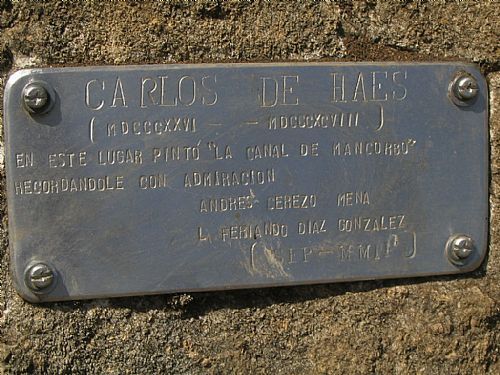 CARLOS DE HAES
(MDCCCXXVI - - MDCCCXCVIII)
EN ESTE LUGAR PINTÓ "LA CANAL DE MANCORBO"
RECORDANDOLE CON ADMIRACION
ANDRES CEREZO MENA
L. FERNANDO DIAZ GONZALEZ